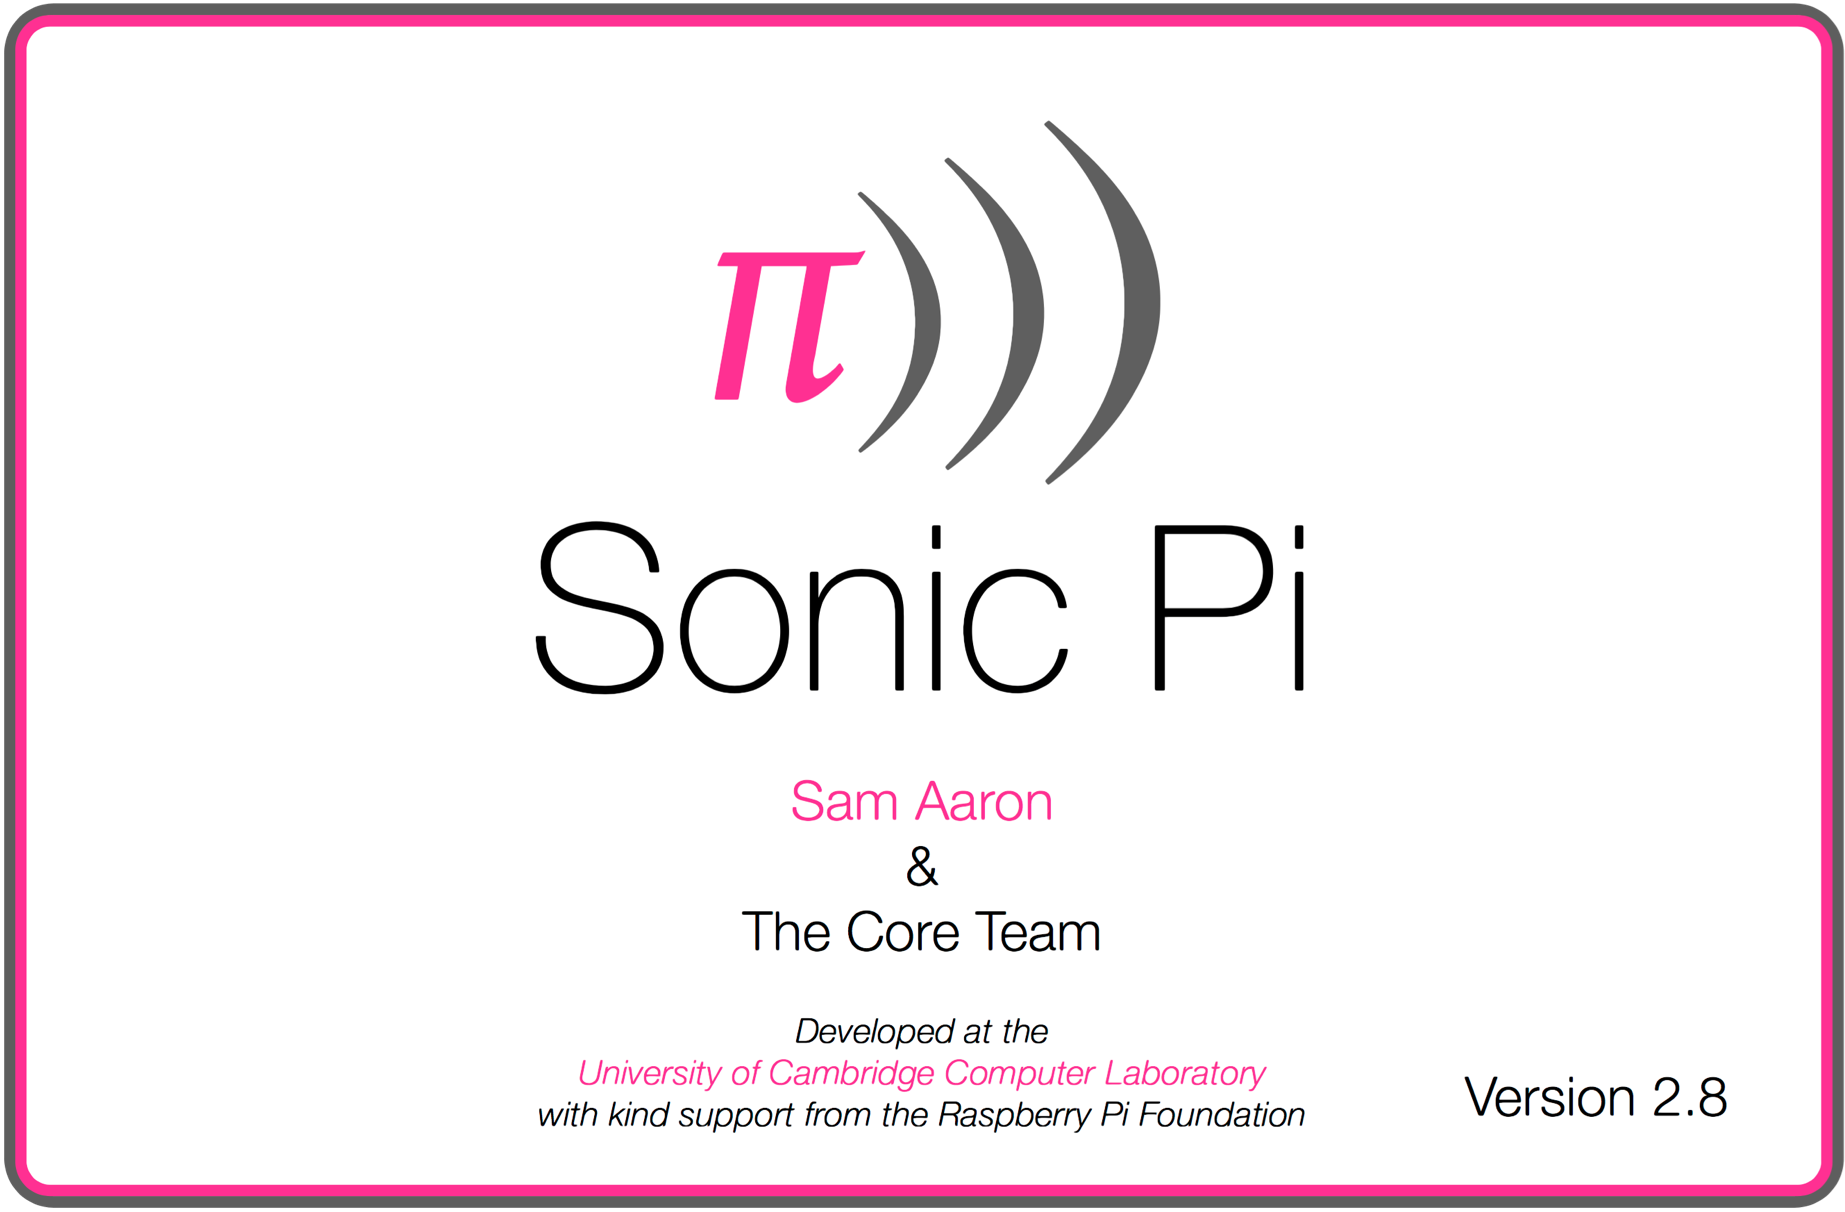 π
Sonic Pi
Sam Aaron
&
The Core Team
Developed at the
University of Cambridge Computer Laboratory
with kind support from the Raspberry Pi Foundation
Version 2.8